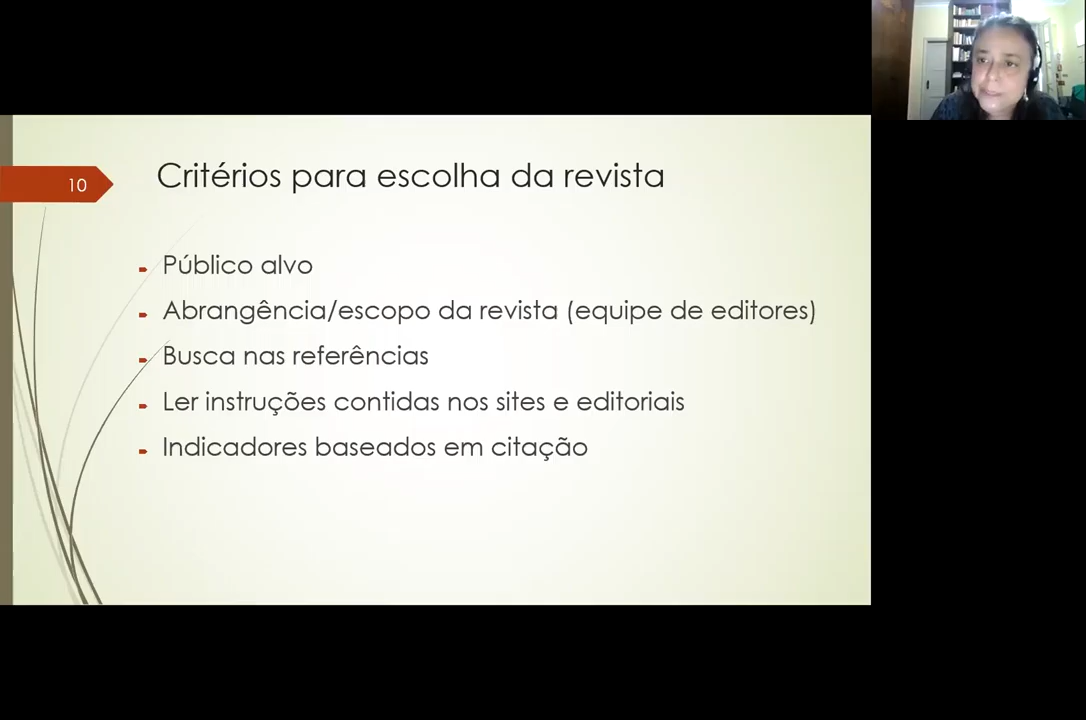 10
Critérios para escolha da revista
Público alvo
Abrangência/escopo da revista (equipe de editores)
Busca nas referências
Ler instruções contidas nos sites e editoriais
Indicadores baseados em citação